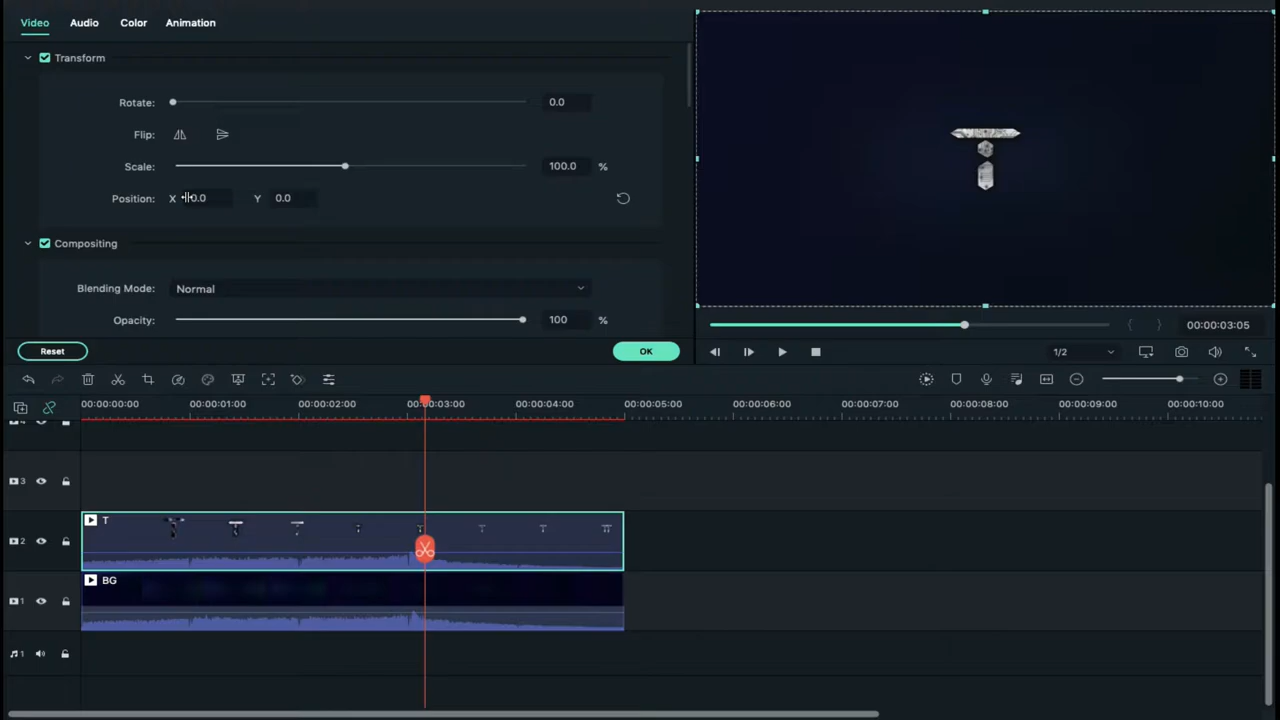 Video Audio Color Animation
Transform
Rotate: 0.0
Flip:
Scale: 100.0 %
Position: X 0.0 Y 0.0
Compositing
Blending Mode: Normal
Opacity: 100 %
Reset OK
T
00:00:03:05
1/2
00:00:00:00 00:00:01:00 00:00:02:00 00:00:03:00 00:00:04:00 00:00:05:00 00:00:06:00 00:00:07:00 00:00:08:00 00:00:09:00 00:00:10:00
4
3
2 T
1 BG
1